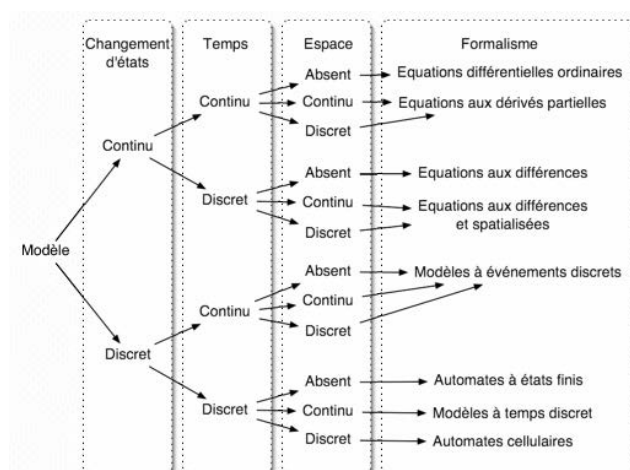 Changement d'états
Temps
Espace
Formalisme
Absent
Equations différentielles ordinaires
Continu
Continu
Equations aux dérivés partielles
Discret
Continu
Absent
Equations aux différences
Discret
Continu
Equations aux différences
et spatialisées
Discret
Modèle
Absent
Modèles à événements discrets
Continu
Continu
Discret
Discret
Absent
Automates à états finis
Discret
Continu
Modèles à temps discret
Discret
Automates cellulaires